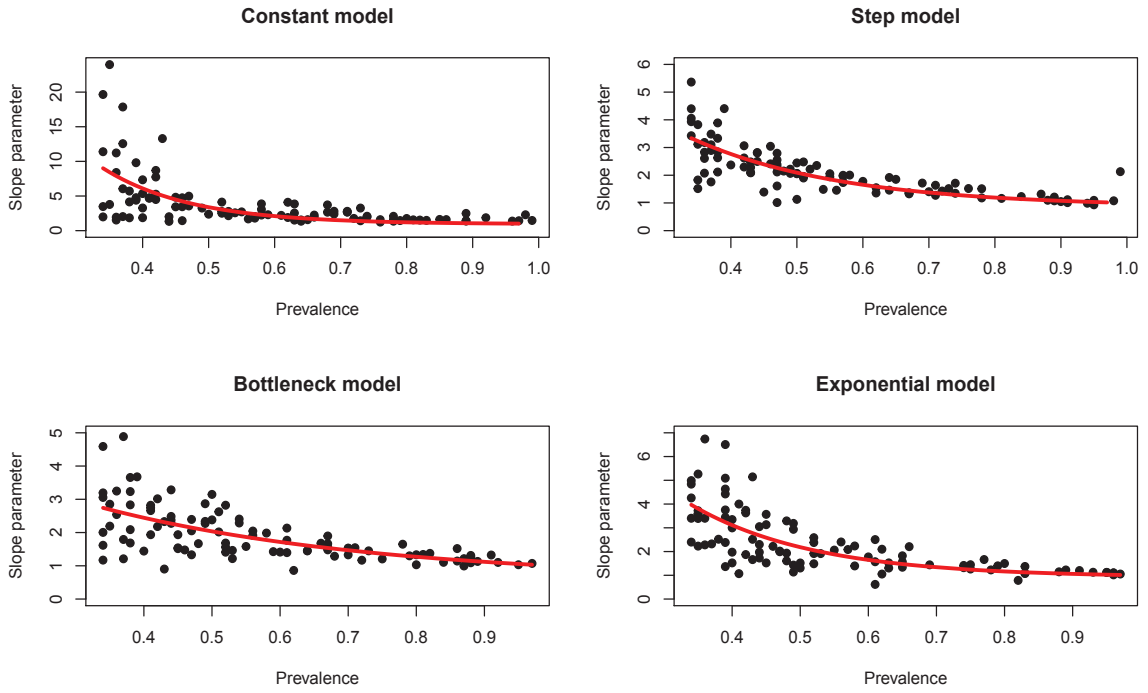 Constant model
Slope parameter
0 5 10 15 20
0.4 0.5 0.6 0.7 0.8 0.9 1.0
Prevalence
Step model
Slope parameter
0 1 2 3 4 5 6
0.4 0.5 0.6 0.7 0.8 0.9 1.0
Prevalence
Bottleneck model
Slope parameter
0 1 2 3 4 5
0.4 0.5 0.6 0.7 0.8 0.9
Prevalence
Exponential model
Slope parameter
0 2 4 6
0.4 0.5 0.6 0.7 0.8 0.9
Prevalence